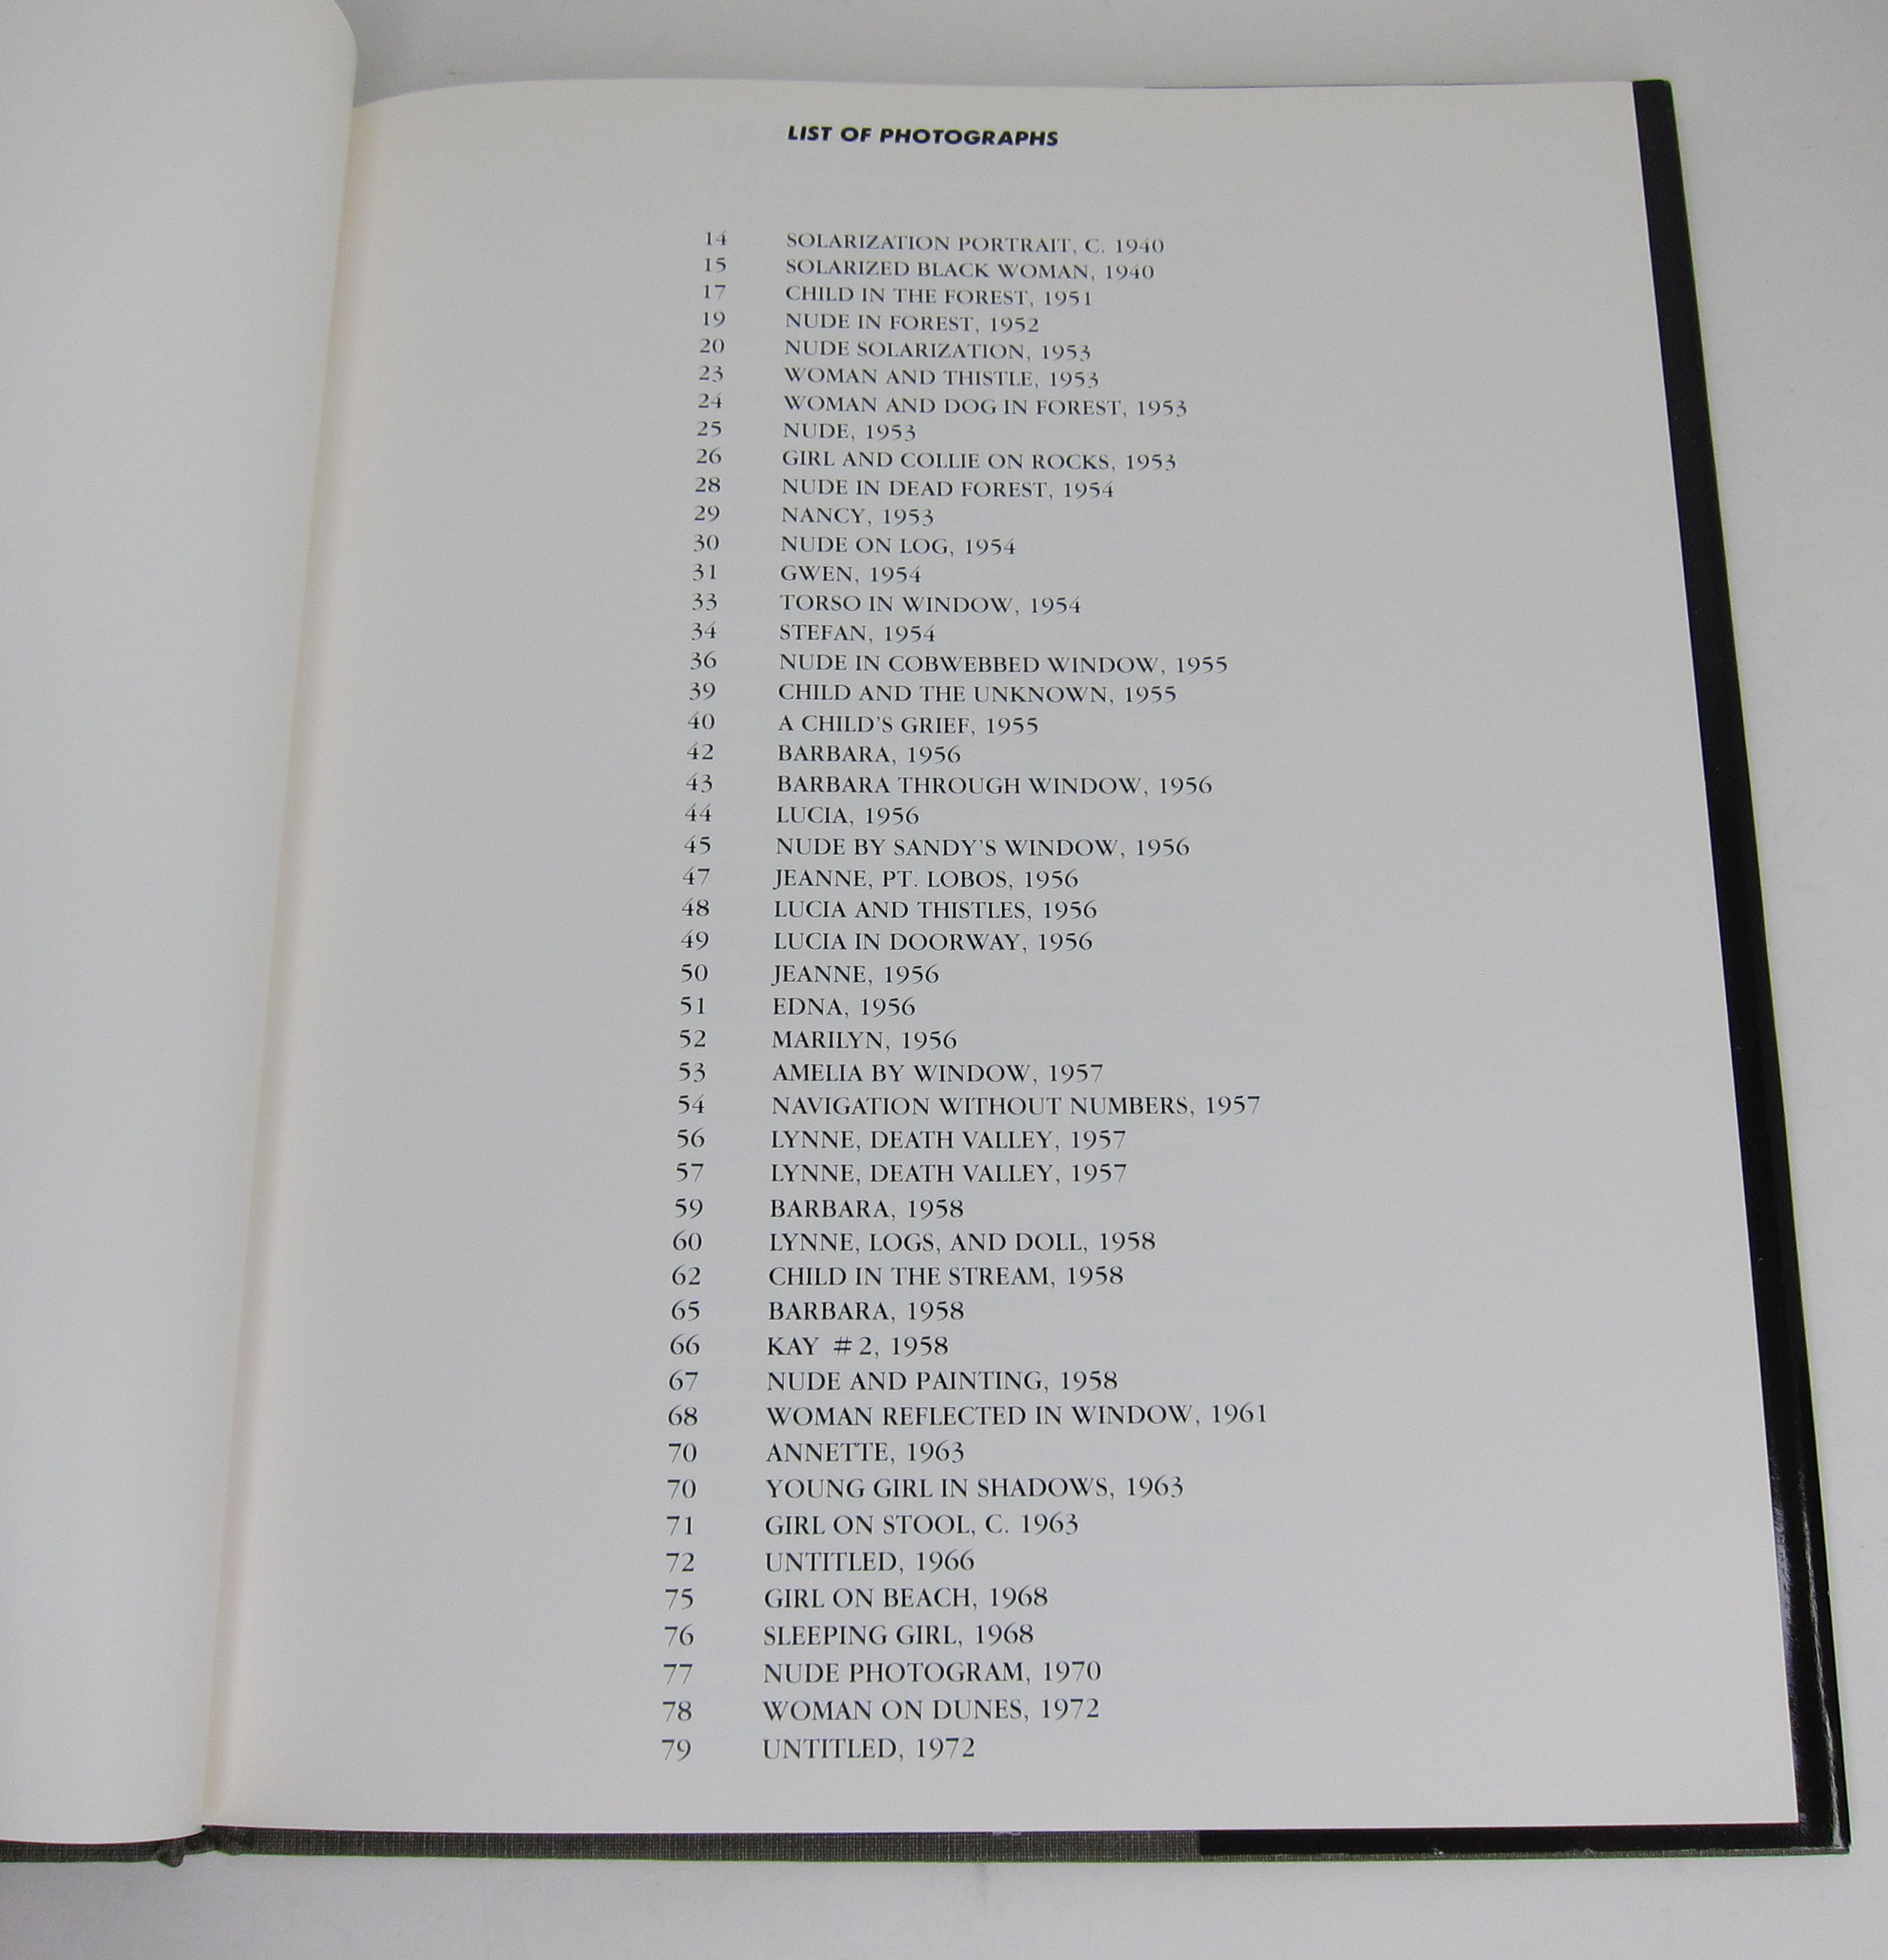 LIST OF PHOTOGRAPHS
14 SOLARIZATION PORTRAIT, C. 1940
15 SOLARIZED BLACK WOMAN, 1940
17 CHILD IN THE FOREST, 1951
19 NUDE IN FOREST, 1952
20 NUDE SOLARIZATION, 1953
23 WOMAN AND THISTLE, 1953
24 WOMAN AND DOG IN FOREST, 1953
25 NUDE, 1953
26 GIRL AND COLLIE ON ROCKS, 1953
28 NUDE IN DEAD FOREST, 1954
29 NANCY, 1953
30 NUDE ON LOG, 1954
31 GWEN, 1954
33 TORSO IN WINDOW, 1954
34 STEFAN, 1954
36 NUDE IN COBWEBBED WINDOW, 1955
39 CHILD AND THE UNKNOWN, 1955
40 A CHILD'S GRIEF, 1955
42 BARBARA, 1956
43 BARBARA THROUGH WINDOW, 1956
44 LUCIA, 1956
45 NUDE BY SANDY'S WINDOW, 1956
47 JEANNE, PT. LOBOS, 1956
48 LUCIA AND THISTLES, 1956
49 LUCIA IN DOORWAY, 1956
50 JEANNE, 1956
51 EDNA, 1956
52 MARILYN, 1956
53 AMELIA BY WINDOW, 1957
54 NAVIGATION WITHOUT NUMBERS, 1957
56 LYNNE, DEATH VALLEY, 1957
57 LYNNE, DEATH VALLEY, 1957
59 BARBARA, 1958
60 LYNNE, LOGS, AND DOLL, 1958
62 CHILD IN THE STREAM, 1958
65 BARBARA, 1958
66 KAY #2, 1958
67 NUDE AND PAINTING, 1958
68 WOMAN REFLECTED IN WINDOW, 1961
70 ANNETTE, 1963
70 YOUNG GIRL IN SHADOWS, 1963
71 GIRL ON STOOL, C. 1963
72 UNTITLED, 1966
75 GIRL ON BEACH, 1968
76 SLEEPING GIRL, 1968
77 NUDE PHOTOGRAM, 1970
78 WOMAN ON DUNES, 1972
79 UNTITLED, 1972